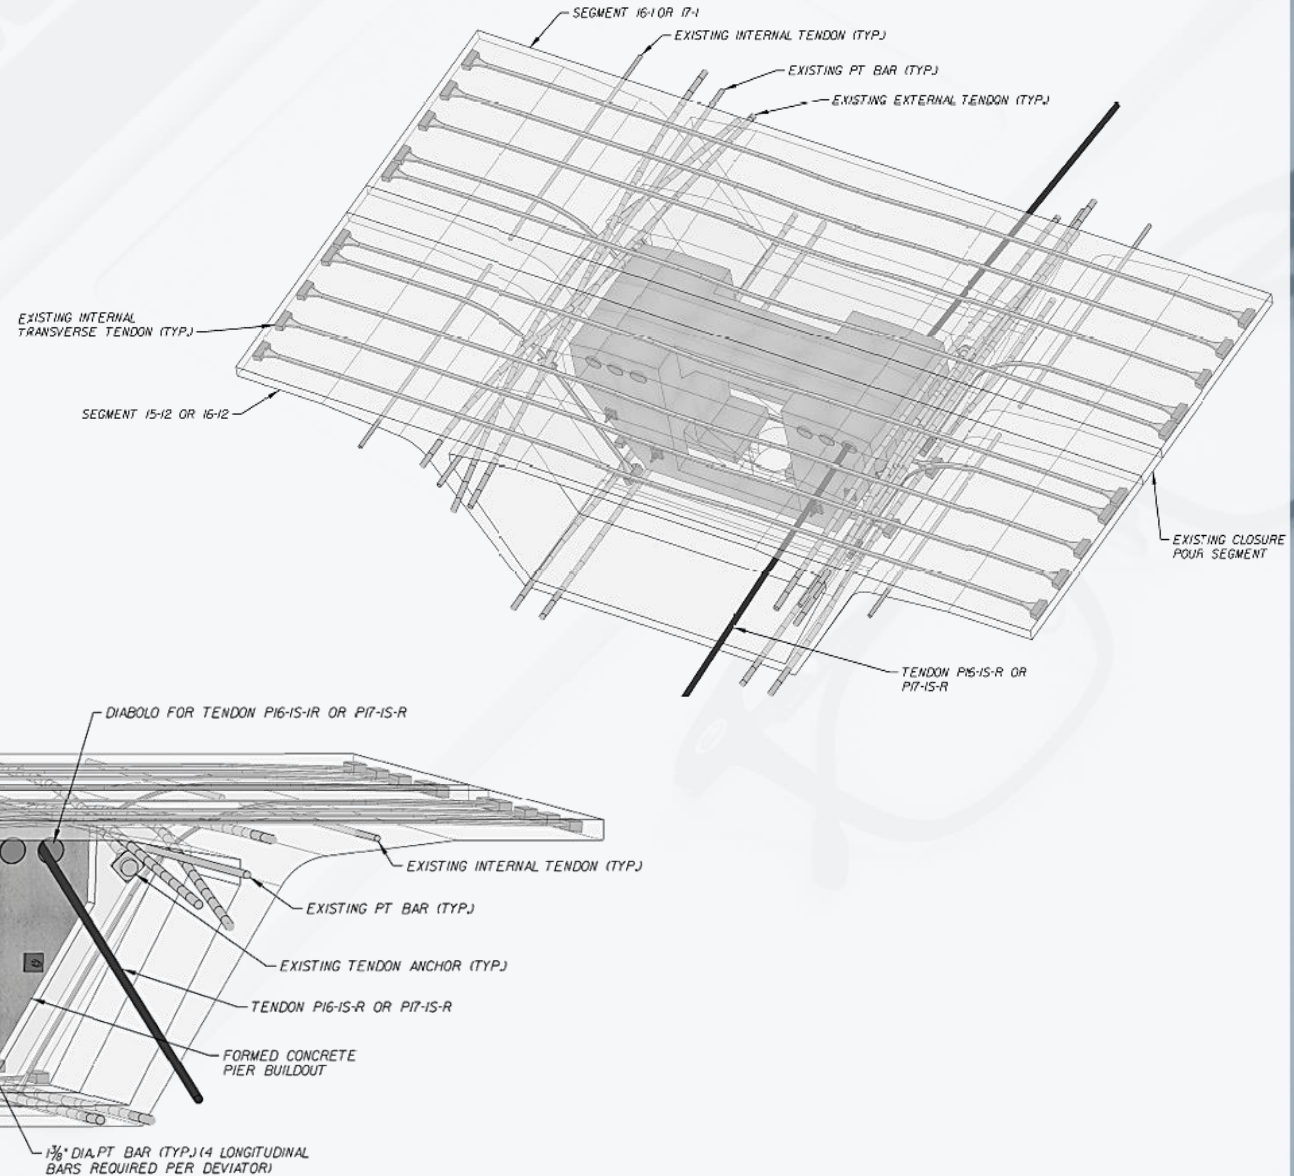 SEGMENT 16-1 OR 17-1
EXISTING INTERNAL TENDON (TYP.)
EXISTING PT BAR (TYP.)
EXISTING EXTERNAL TENDON (TYP.)
EXISTING INTERNAL
TRANSVERSE TENDON (TYP.)
SEGMENT 15-12 OR 16-12
EXISTING CLOSURE
POUR SEGMENT
TENDON P16-1S-R OR
P17-1S-R
DIABOLO FOR TENDON P16-1S-1R OR P17-1S-R
EXISTING INTERNAL TENDON (TYP.)
EXISTING PT BAR (TYP.)
EXISTING TENDON ANCHOR (TYP.)
TENDON P16-1S-R OR P17-1S-R
FORMED CONCRETE
PIER BUILDOUT
1⅜" DIA. PT BAR (TYP.) (4 LONGITUDINAL
BARS REQUIRED PER DEVIATOR)